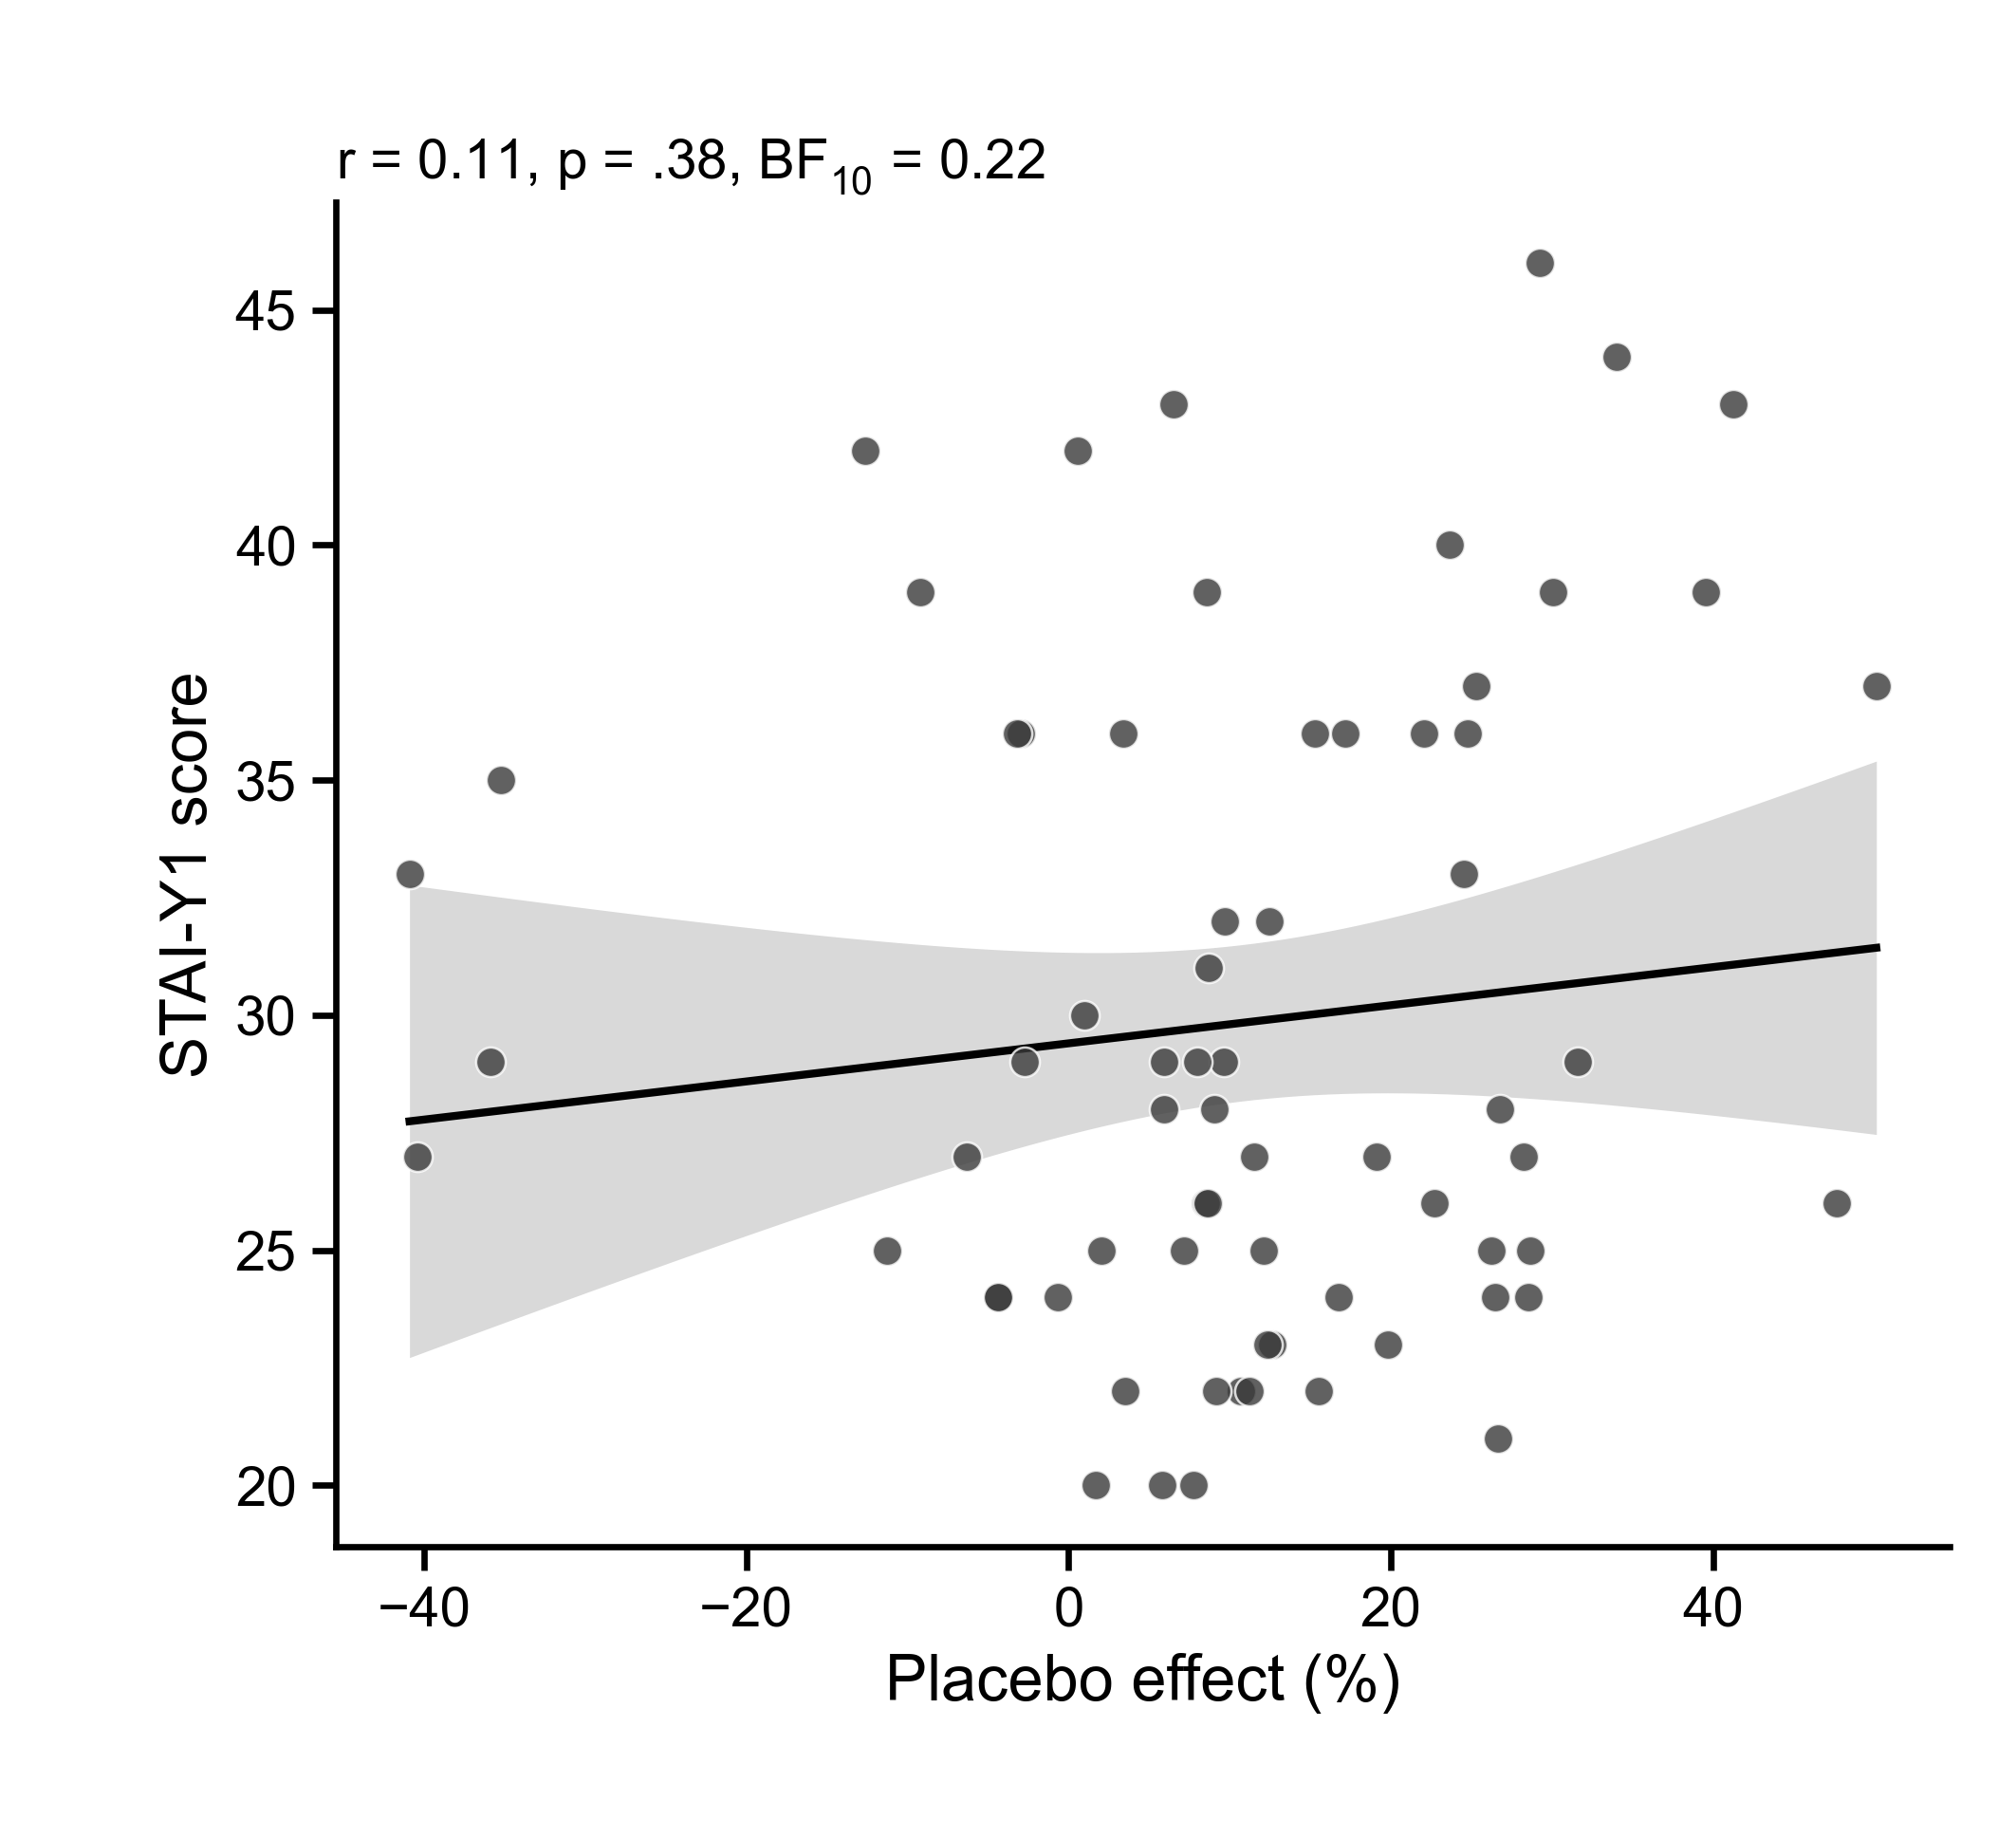 r = 0.11, p = .38, BF₁₀ = 0.22
STAI-Y1 score
45
40
35
30
25
20
−40 −20 0 20 40
Placebo effect (%)